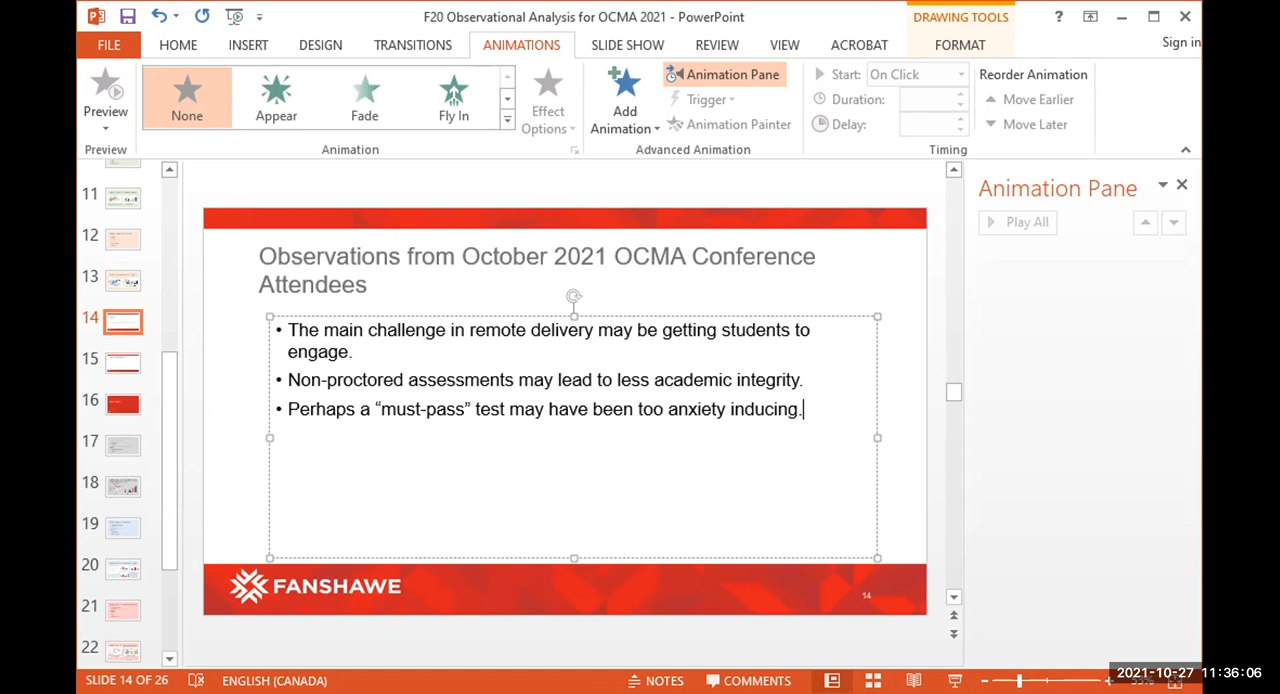 F20 Observational Analysis for OCMA 2021 - PowerPoint
DRAWING TOOLS
?
Sign in
FILE HOME INSERT DESIGN TRANSITIONS ANIMATIONS SLIDE SHOW REVIEW VIEW ACROBAT FORMAT
Preview
None
Appear
Fade
Fly In
Effect
Options
Add
Animation
Animation Pane
Trigger
Animation Painter
Start: On Click
Duration:
Delay:
Reorder Animation
Move Earlier
Move Later
Preview
Animation
Advanced Animation
Timing
11
12
13
14
15
16
17
18
19
20
21
22
Observations from October 2021 OCMA Conference
Attendees
• The main challenge in remote delivery may be getting students to
engage.
• Non-proctored assessments may lead to less academic integrity.
• Perhaps a “must-pass” test may have been too anxiety inducing.
FANSHAWE
14
Animation Pane
Play All
SLIDE 14 OF 26
ENGLISH (CANADA)
NOTES
COMMENTS
2021-10-27 11:36:06